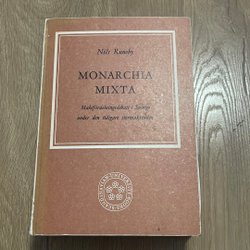 Nils Runeby
MONARCHIA
MIXTA
Maktfördelningsdebatt i Sverige
under den tidigare stormaktstiden